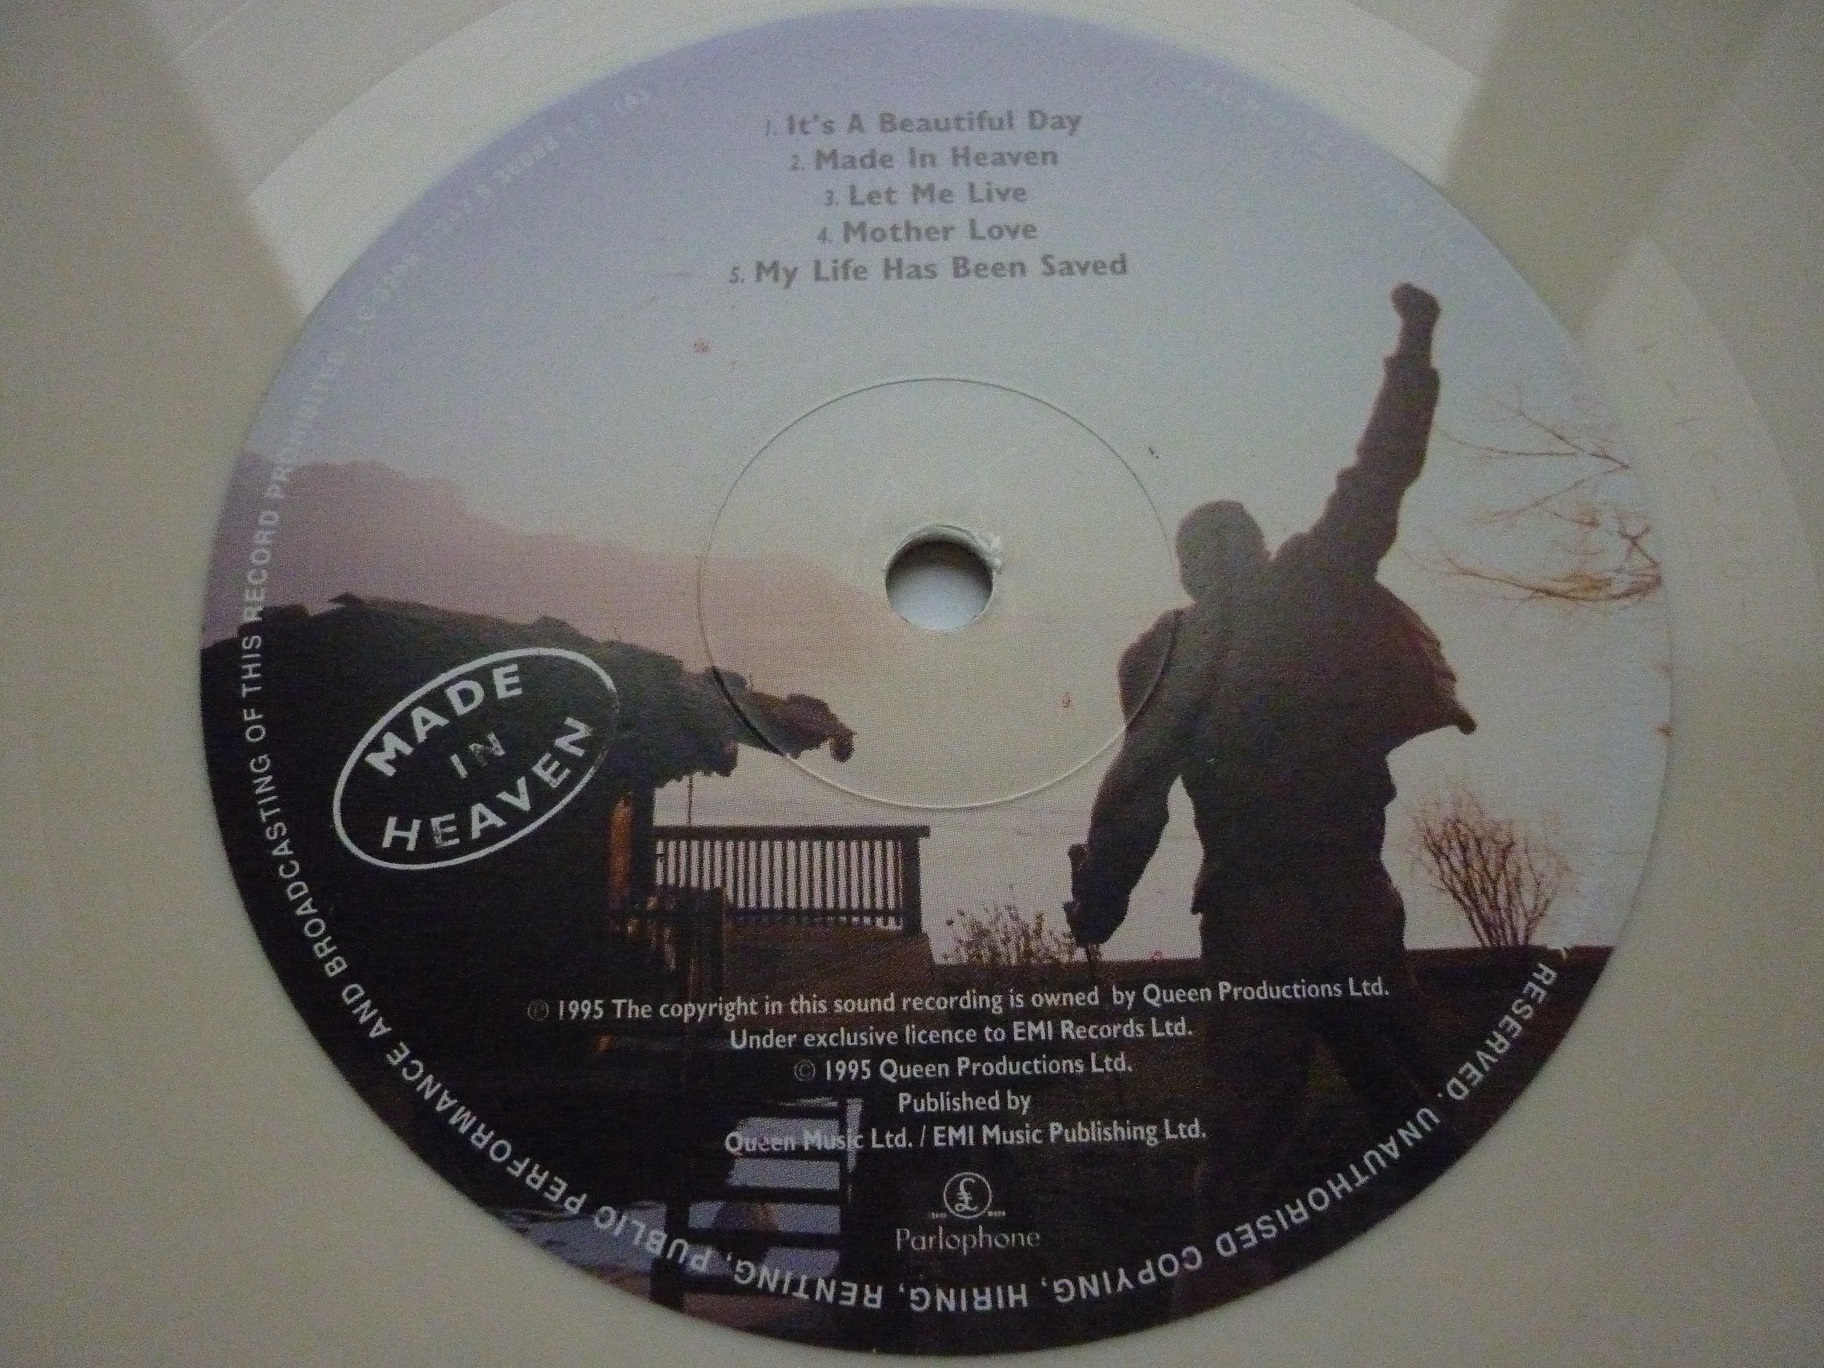 1. It's A Beautiful Day
2. Made In Heaven
3. Let Me Live
4. Mother Love
5. My Life Has Been Saved
MADE
IN
HEAVEN
℗ 1995 The copyright in this sound recording is owned by Queen Productions Ltd.
Under exclusive licence to EMI Records Ltd.
© 1995 Queen Productions Ltd.
Published by
Queen Music Ltd. / EMI Music Publishing Ltd.
£
Parlophone
RESERVED. UNAUTHORISED COPYING, HIRING, RENTING, PUBLIC PERFORMANCE AND BROADCASTING OF THIS RECORD PROHIBITED